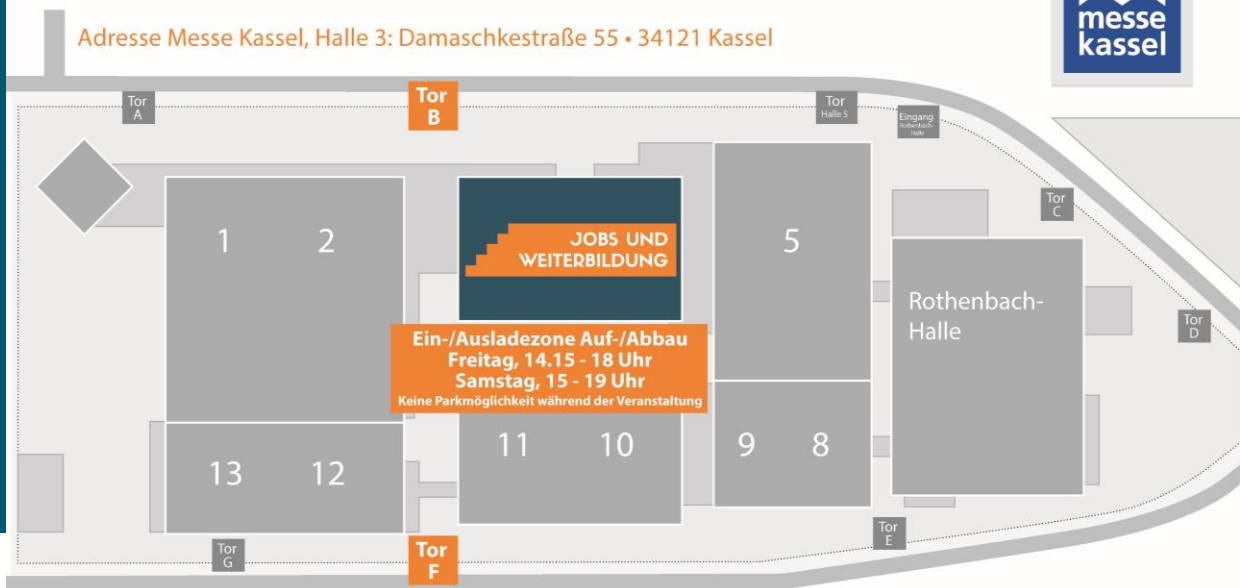 messe
kassel
Adresse Messe Kassel, Halle 3: Damaschkestraße 55 • 34121 Kassel
Tor
A
Tor
B
Tor
Halle 5
Eingang
Rothenbach-
Halle
Tor
C
Tor
D
1
2
JOBS UND
WEITERBILDUNG
5
Rothenbach-
Halle
Ein-/Ausladezone Auf-/Abbau
Freitag, 14.15 - 18 Uhr
Samstag, 15 - 19 Uhr
Keine Parkmöglichkeit während der Veranstaltung
13
12
11
10
9
8
Tor
G
Tor
F
Tor
E